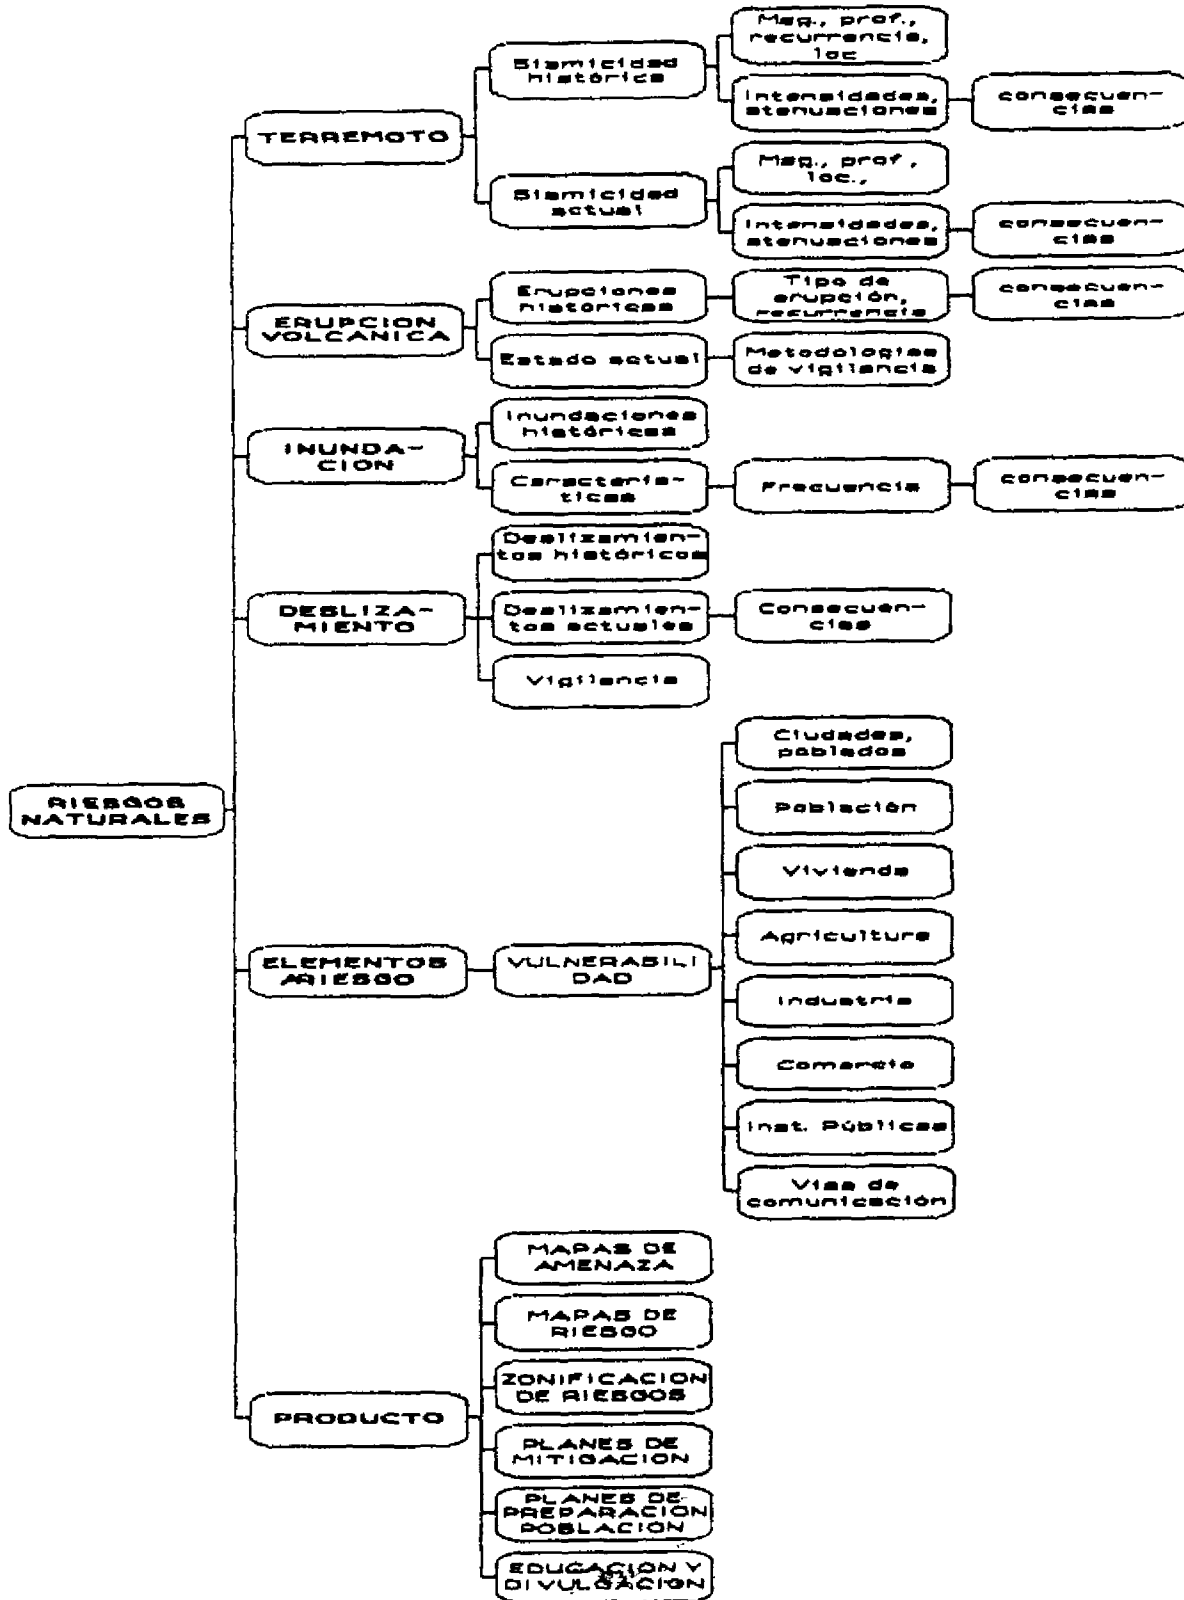 Mag., prof.,
recurrencia,
loc
Sismicidad
histórica
Intensidades,
atenuaciones
consecuen-
cias
TERREMOTO
Mag., prof,
loc.,
Sismicidad
actual
Intensidades,
atenuaciones
consecuen-
cias
Erupciones
históricas
Tipo de
erupción,
recurrencia
consecuen-
cias
ERUPCION
VOLCANICA
Estado actual
Metodologías
de vigilancia
Inundaciones
históricas
INUNDA-
CION
Caracterís-
ticas
Frecuencia
consecuen-
cias
Deslizamien-
tos históricos
DESLIZA-
MIENTO
Deslizamien-
tos actuales
Consecuen-
cias
Vigilancia
Ciudades,
poblados
RIESGOS
NATURALES
Población
Vivienda
Agricultura
ELEMENTOS
A RIESGO
VULNERABILI
DAD
Industria
Comercio
Inst. Públicas
Vías de
comunicación
MAPAS DE
AMENAZA
MAPAS DE
RIESGO
ZONIFICACION
DE RIESGOS
PRODUCTO
PLANES DE
MITIGACION
PLANES DE
PREPARACION
POBLACION
EDUCACION Y
DIVULGACION